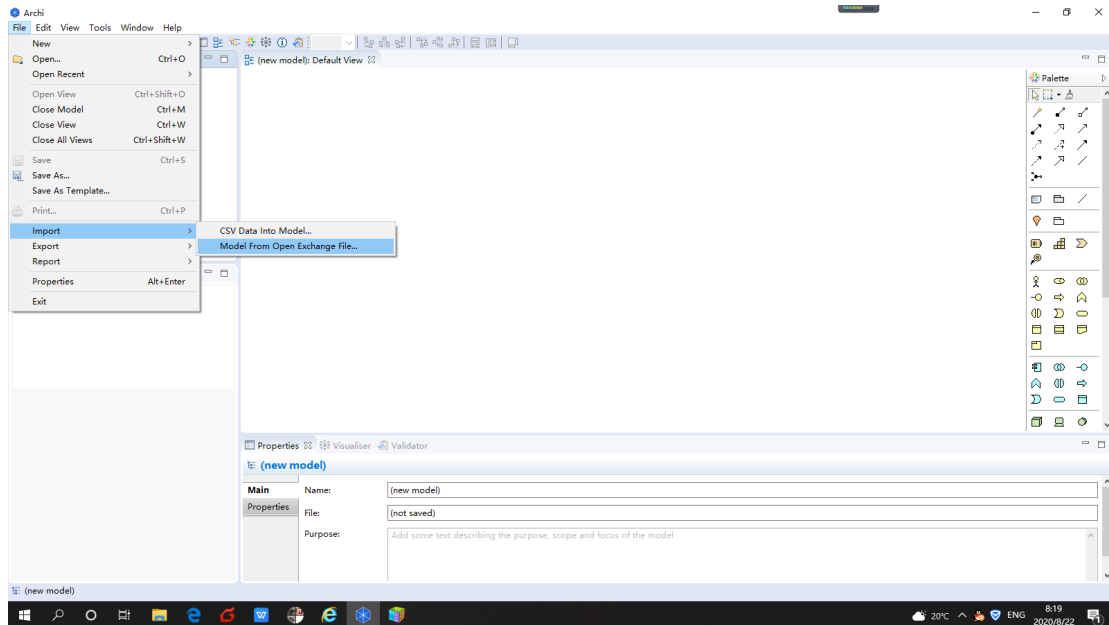 Archi
File Edit View Tools Window Help
New
Open... Ctrl+O
Open Recent
Open View Ctrl+Shift+O
Close Model Ctrl+M
Close View Ctrl+W
Close All Views Ctrl+Shift+W
Save Ctrl+S
Save As...
Save As Template...
Print... Ctrl+P
Import
Export
Report
Properties Alt+Enter
Exit
CSV Data Into Model...
Model From Open Exchange File...
(new model): Default View
Palette
Properties Visualiser Validator
(new model)
Main
Properties
Name: (new model)
File: (not saved)
Purpose: Add some text describing the purpose, scope and focus of the model
(new model)
20°C ENG 8:19
2020/8/22